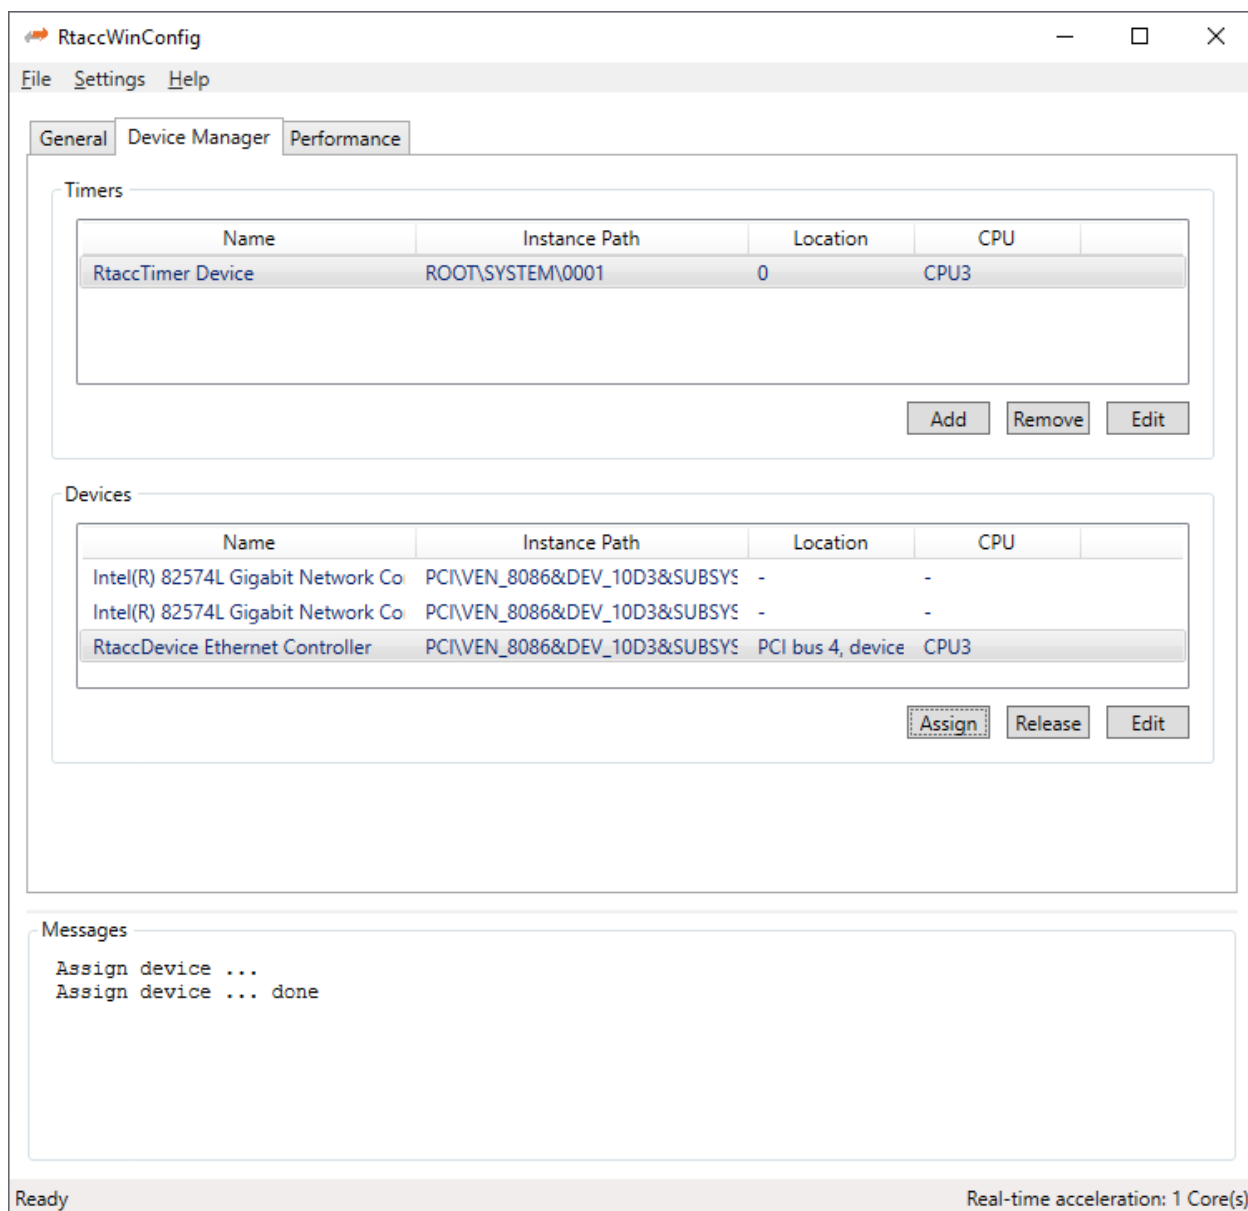 RtaccWinConfig
File Settings Help
General Device Manager Performance
Timers
Name Instance Path Location CPU
RtaccTimer Device ROOT\SYSTEM\0001 0 CPU3
Add Remove Edit
Devices
Name Instance Path Location CPU
Intel(R) 82574L Gigabit Network Co PCI\VEN_8086&DEV_10D3&SUBSYS - -
Intel(R) 82574L Gigabit Network Co PCI\VEN_8086&DEV_10D3&SUBSYS - -
RtaccDevice Ethernet Controller PCI\VEN_8086&DEV_10D3&SUBSYS PCI bus 4, device CPU3
Assign Release Edit
Messages
Assign device ...
Assign device ... done
Ready Real-time acceleration: 1 Core(s)